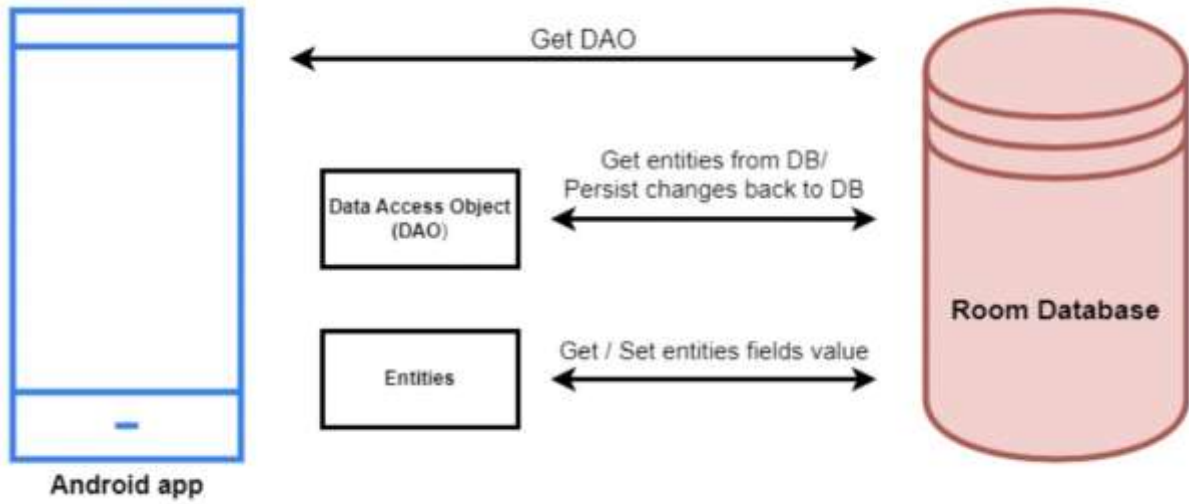 Get DAO
Get entities from DB/
Persist changes back to DB
Data Access Object
(DAO)
Room Database
Get / Set entities fields value
Entities
Android app